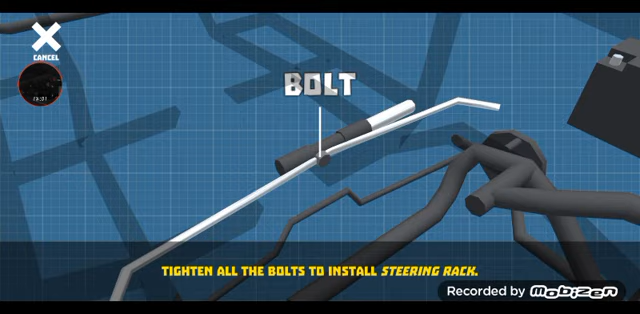 CANCEL
BOLT
TIGHTEN ALL THE BOLTS TO INSTALL STEERING RACK.
Recorded by Mobizen